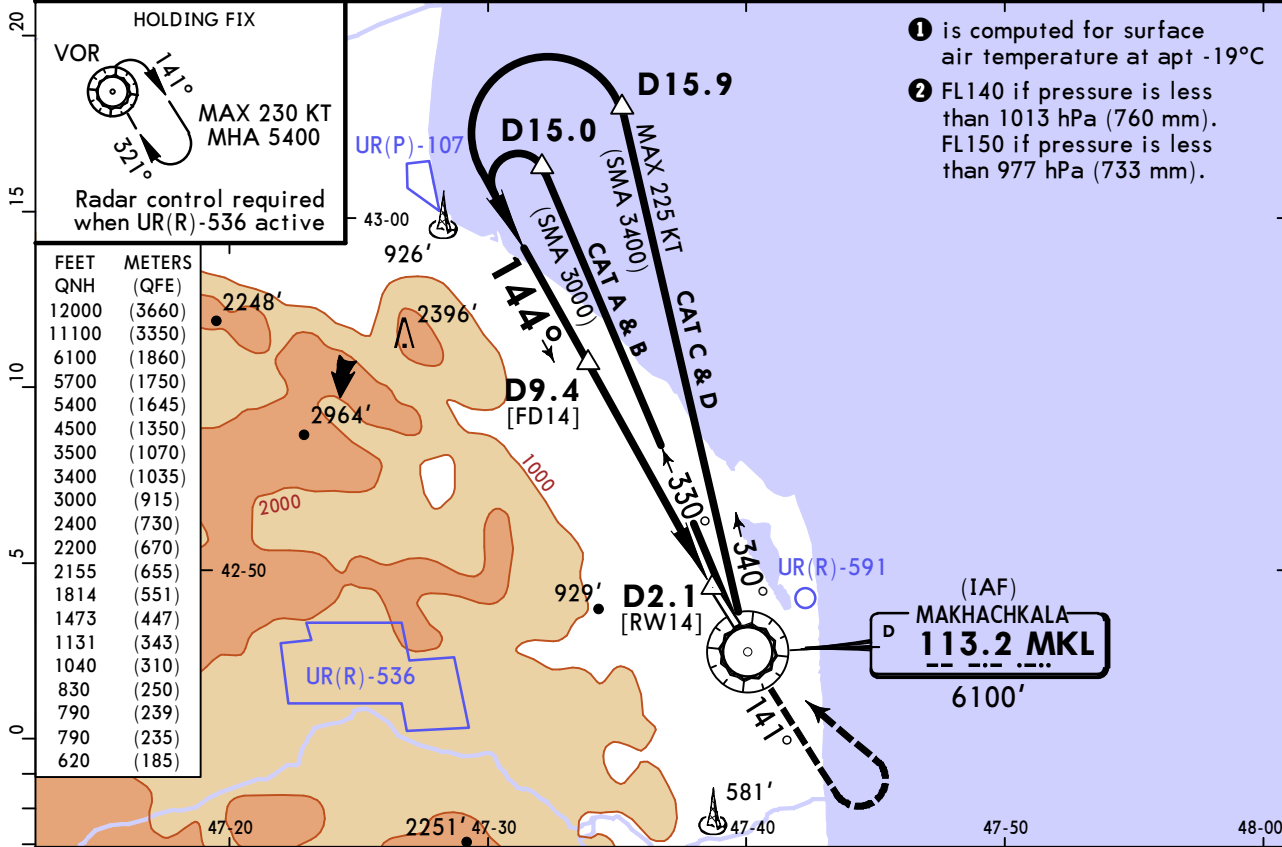 HOLDING FIX
VOR
141°
321°
MAX 230 KT
MHA 5400
Radar control required
when UR(R)-536 active
❶ is computed for surface
air temperature at apt -19°C
❷ FL140 if pressure is less
than 1013 hPa (760 mm).
FL150 if pressure is less
than 977 hPa (733 mm).
FEET METERS
QNH (QFE)
12000 (3660)
11100 (3350)
6100 (1860)
5700 (1750)
5400 (1645)
4500 (1350)
3500 (1070)
3400 (1035)
3000 (915)
2400 (730)
2200 (670)
2155 (655)
1814 (551)
1473 (447)
1131 (343)
1040 (310)
830 (250)
790 (239)
790 (235)
620 (185)
20
15
10
5
0
UR(P)-107
43-00
926'
D15.9
D15.0
MAX 225 KT
(SMA 3400)
(SMA 3000)
CAT A & B
CAT C & D
144°
2248'
2396'
2964'
D9.4
[FD14]
1000
2000
330°
340°
42-50
929'
D2.1
[RW14]
UR(R)-591
UR(R)-536
(IAF)
MAKHACHKALA
D 113.2 MKL
6100'
141°
581'
2251'
47-20
47-30
47-40
47-50
48-00